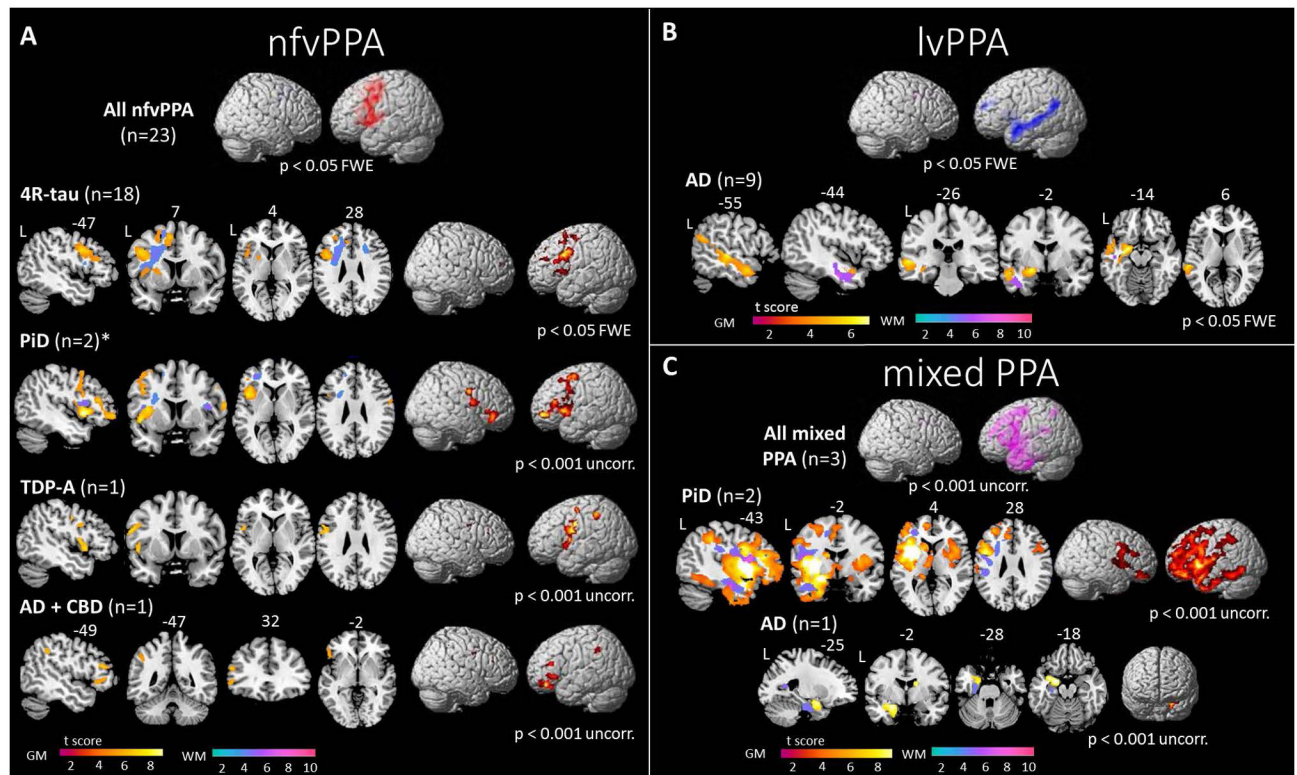 A
nfvPPA
All nfvPPA
(n=23)
p < 0.05 FWE
4R-tau (n=18)
-47 7 4 28
L
p < 0.05 FWE
PiD (n=2)*
p < 0.001 uncorr.
TDP-A (n=1)
p < 0.001 uncorr.
AD + CBD (n=1)
-49 -47 32 -2
p < 0.001 uncorr.
t score
GM WM
2 4 6 8 2 4 6 8 10
B
lvPPA
p < 0.05 FWE
AD (n=9)
-55 -44 -26 -2 -14 6
L L L
t score
GM WM
2 4 6 2 4 6 8 10
p < 0.05 FWE
C
mixed PPA
All mixed
PPA (n=3)
p < 0.001 uncorr.
PiD (n=2)
-43 -2 4 28
L L
p < 0.001 uncorr.
AD (n=1)
-25 -2 -28 -18
L L
p < 0.001 uncorr.
t score
GM WM
2 4 6 8 2 4 6 8 10